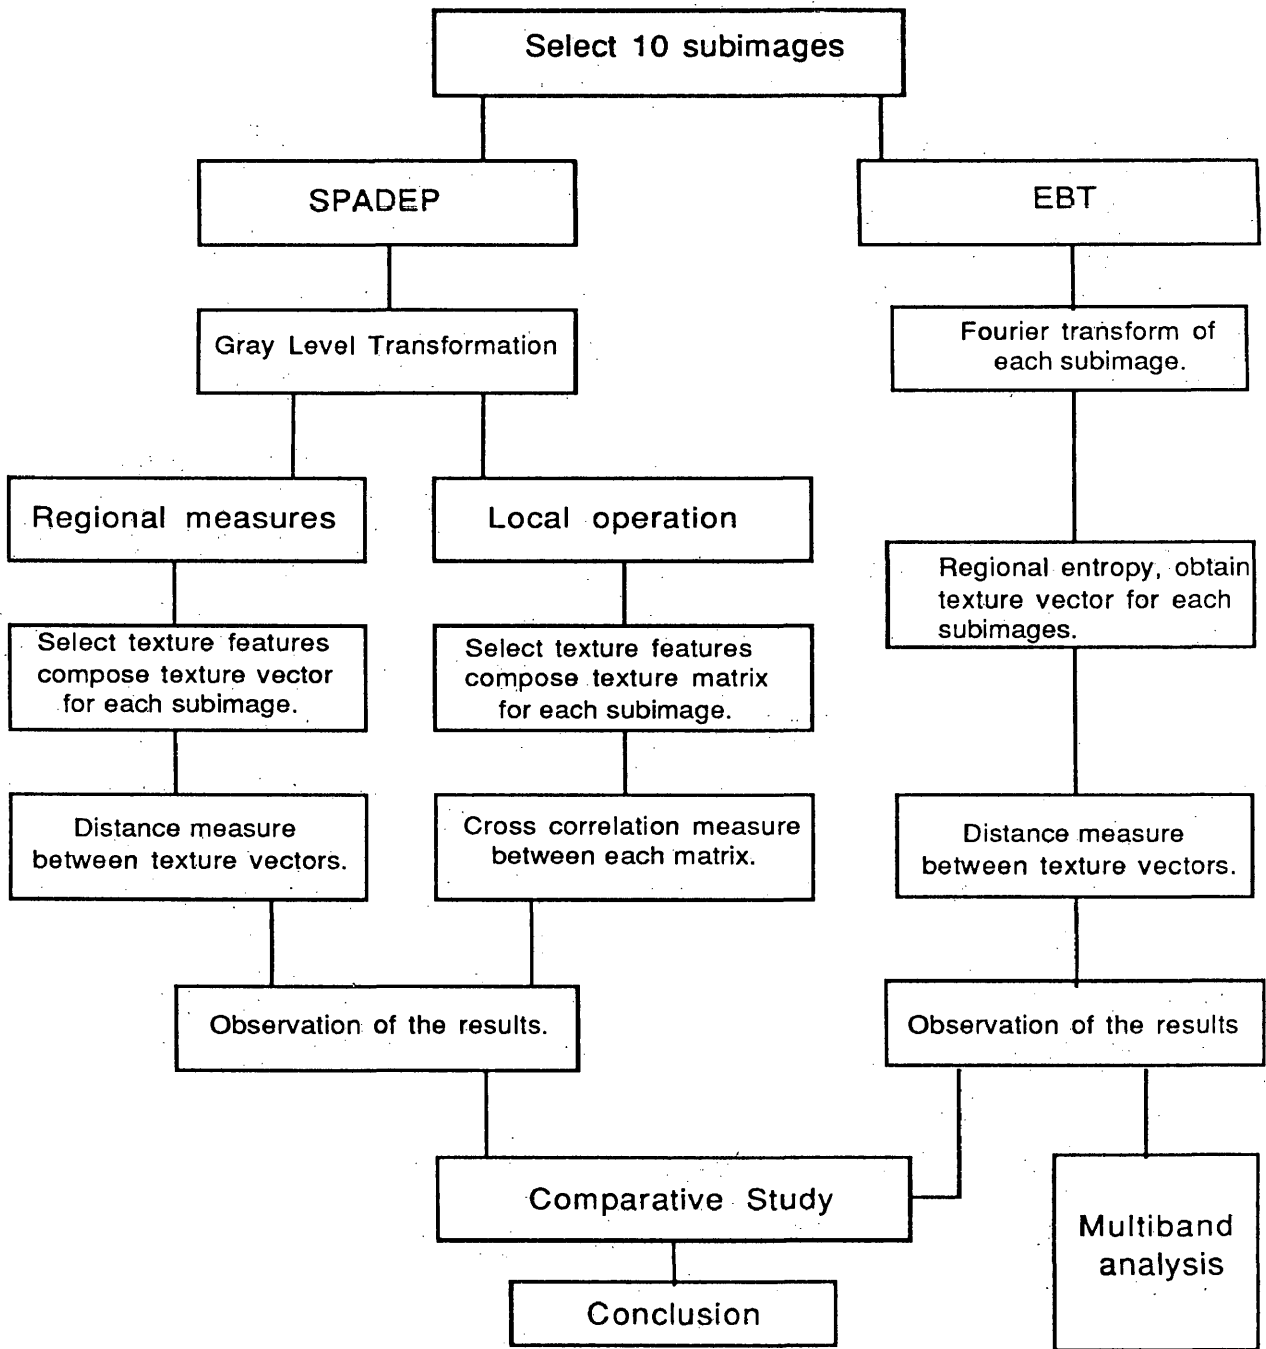 Select 10 subimages
SPADEP
EBT
Gray Level Transformation
Fourier transform of
each subimage.
Regional measures
Local operation
Regional entropy, obtain
texture vector for each
subimages.
Select texture features
compose texture vector
for each subimage.
Select texture features
compose texture matrix
for each subimage.
Distance measure
between texture vectors.
Cross correlation measure
between each matrix.
Distance measure
between texture vectors.
Observation of the results.
Observation of the results
Comparative Study
Multiband
analysis
Conclusion